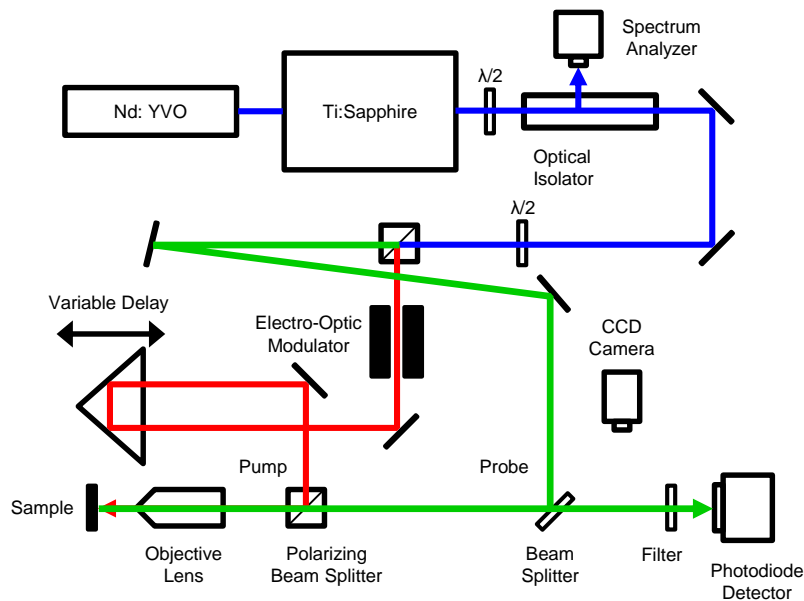 Spectrum
Analyzer
λ/2
Nd: YVO
Ti:Sapphire
Optical
Isolator
λ/2
Variable Delay
Electro-Optic
Modulator
CCD
Camera
Pump
Probe
Sample
Objective
Lens
Polarizing
Beam Splitter
Beam
Splitter
Filter
Photodiode
Detector